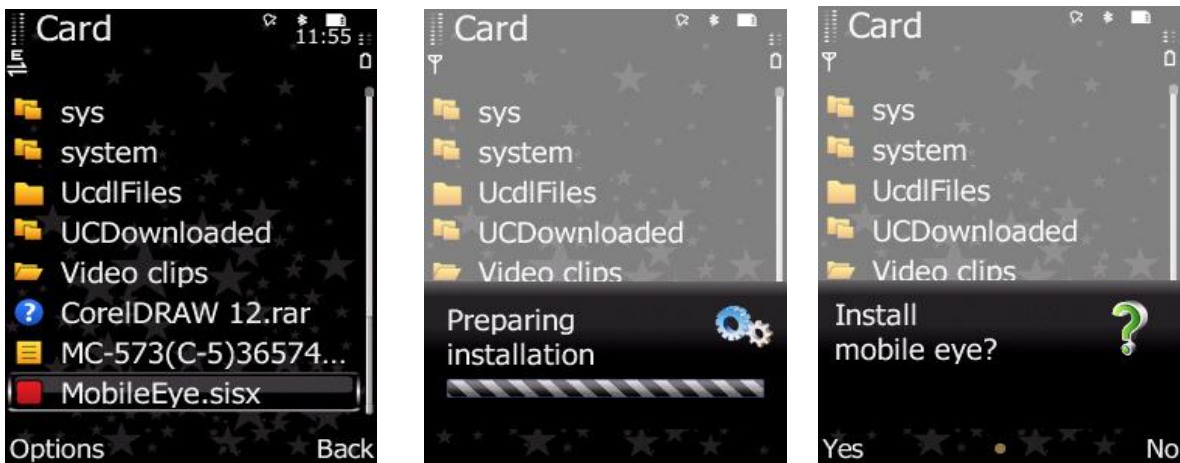 Card
11:55
E
sys
system
UcdlFiles
UCDownloaded
Video clips
CorelDRAW 12.rar
MC-573(C-5)36574...
MobileEye.sisx
Options Back
Card
sys
system
UcdlFiles
UCDownloaded
Video clips
Preparing
installation
Card
sys
system
UcdlFiles
UCDownloaded
Video clips
Install
mobile eye?
Yes No